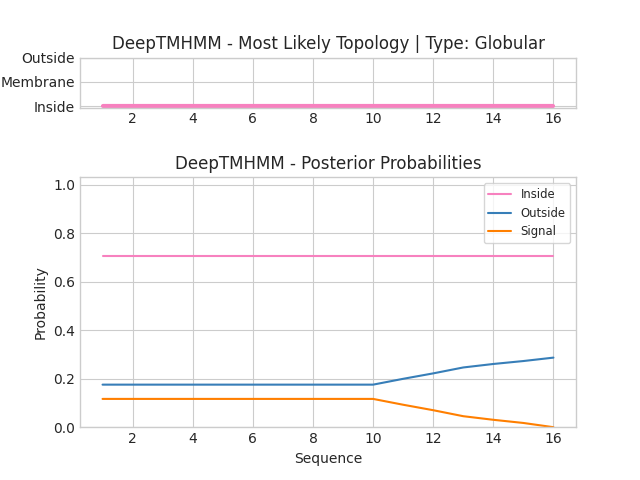 DeepTMHMM - Most Likely Topology | Type: Globular
Outside
Membrane
Inside
2 4 6 8 10 12 14 16
DeepTMHMM - Posterior Probabilities
1.0
0.8
0.6
0.4
0.2
0.0
Probability
Inside
Outside
Signal
2 4 6 8 10 12 14 16
Sequence